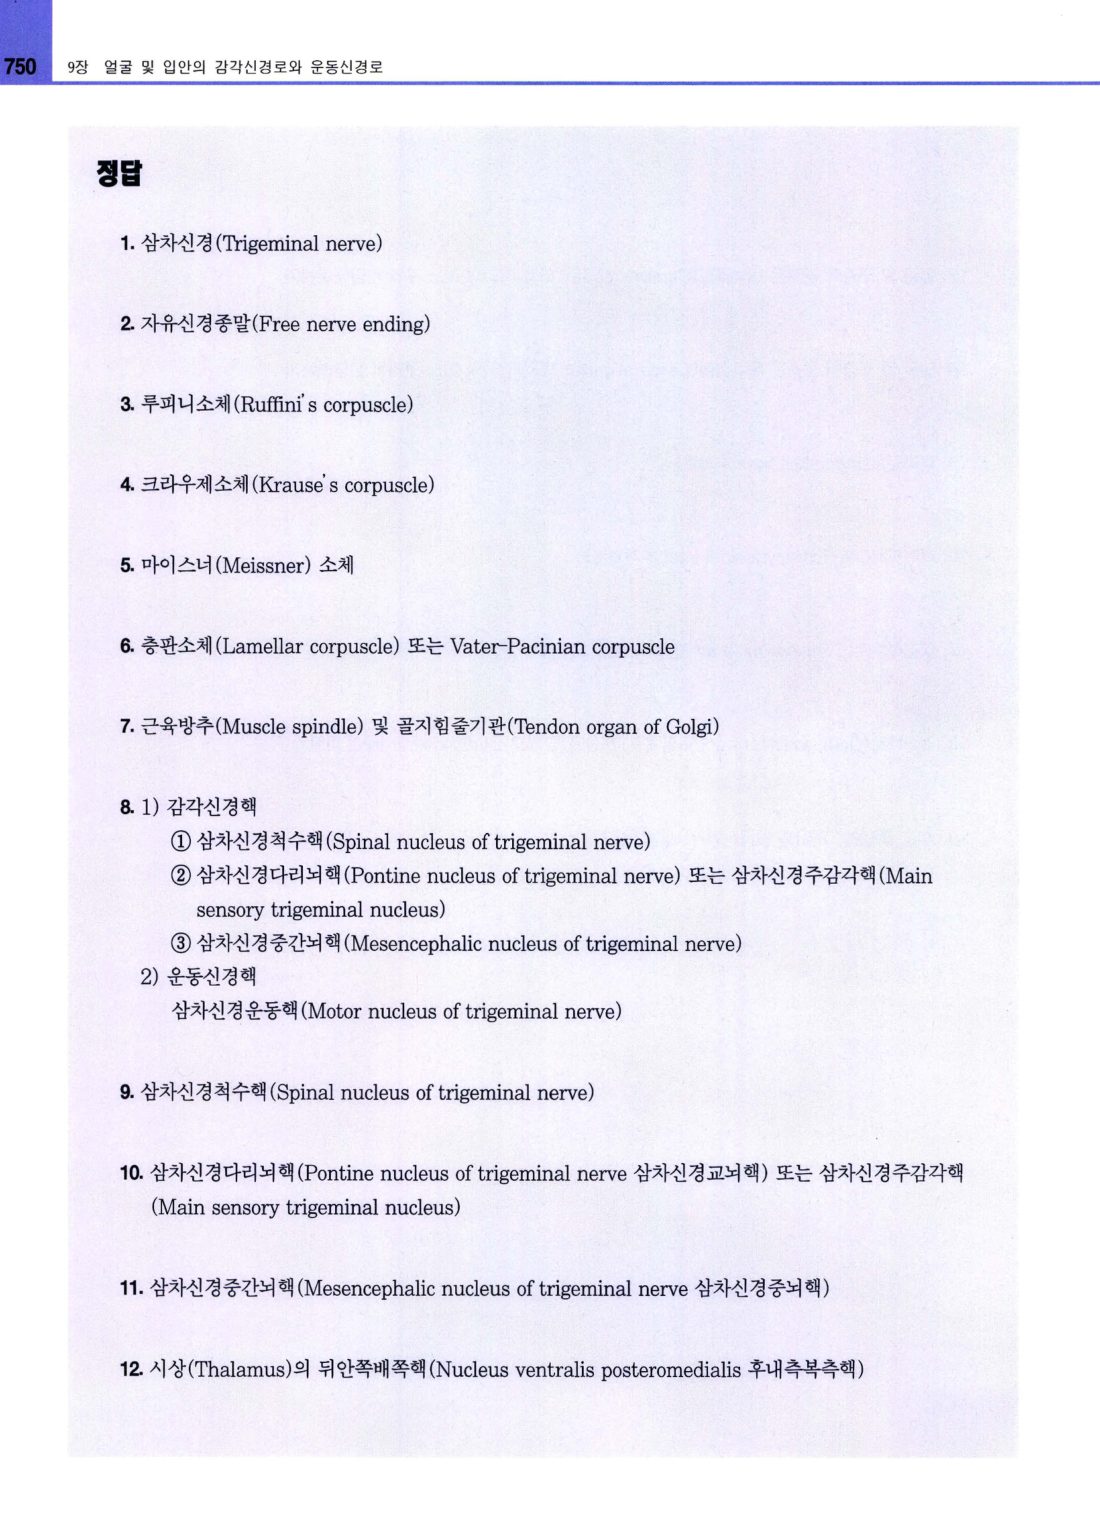 750 9장 얼굴 및 입안의 감각신경로와 운동신경로
정답
1. 삼차신경(Trigeminal nerve)
2. 자유신경종말(Free nerve ending)
3. 루피니소체(Ruffini's corpuscle)
4. 크라우제소체(Krause's corpuscle)
5. 마이스너(Meissner) 소체
6. 층판소체(Lamellar corpuscle) 또는 Vater-Pacinian corpuscle
7. 근육방추(Muscle spindle) 및 골지힘줄기관(Tendon organ of Golgi)
8. 1) 감각신경핵
① 삼차신경척수핵(Spinal nucleus of trigeminal nerve)
② 삼차신경다리뇌핵(Pontine nucleus of trigeminal nerve) 또는 삼차신경주감각핵(Main
sensory trigeminal nucleus)
③ 삼차신경중간뇌핵(Mesencephalic nucleus of trigeminal nerve)
2) 운동신경핵
삼차신경운동핵(Motor nucleus of trigeminal nerve)
9. 삼차신경척수핵(Spinal nucleus of trigeminal nerve)
10. 삼차신경다리뇌핵(Pontine nucleus of trigeminal nerve 삼차신경교뇌핵) 또는 삼차신경주감각핵
(Main sensory trigeminal nucleus)
11. 삼차신경중간뇌핵(Mesencephalic nucleus of trigeminal nerve 삼차신경중뇌핵)
12. 시상(Thalamus)의 뒤안쪽배쪽핵(Nucleus ventralis posteromedialis 후내측복측핵)